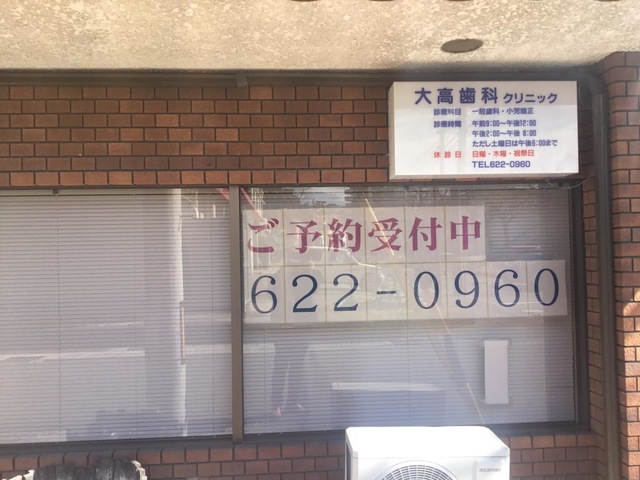 大高歯科クリニック
診療科目 一般歯科・小児矯正
診療時間 午前9:00〜午後12:00
午後2:00〜午後 8:00
ただし土曜日は午後5:00まで
休診日 日曜・木曜・祝祭日
TEL622-0960
ご予約受付中
622-0960